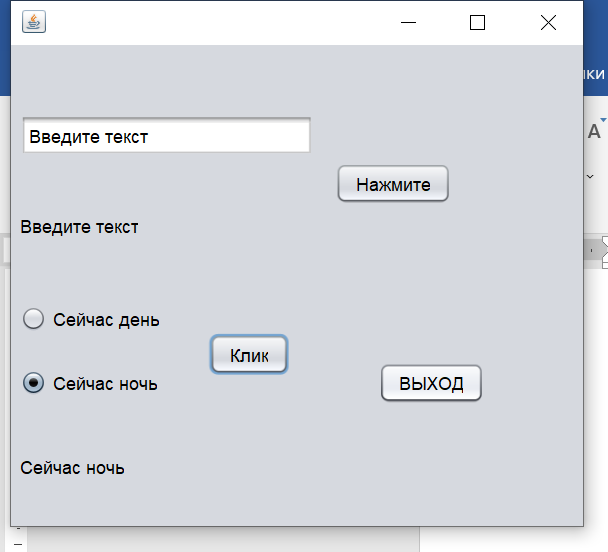 Введите текст
Нажмите
Введите текст
Сейчас день
Клик
Сейчас ночь
ВЫХОД
Сейчас ночь